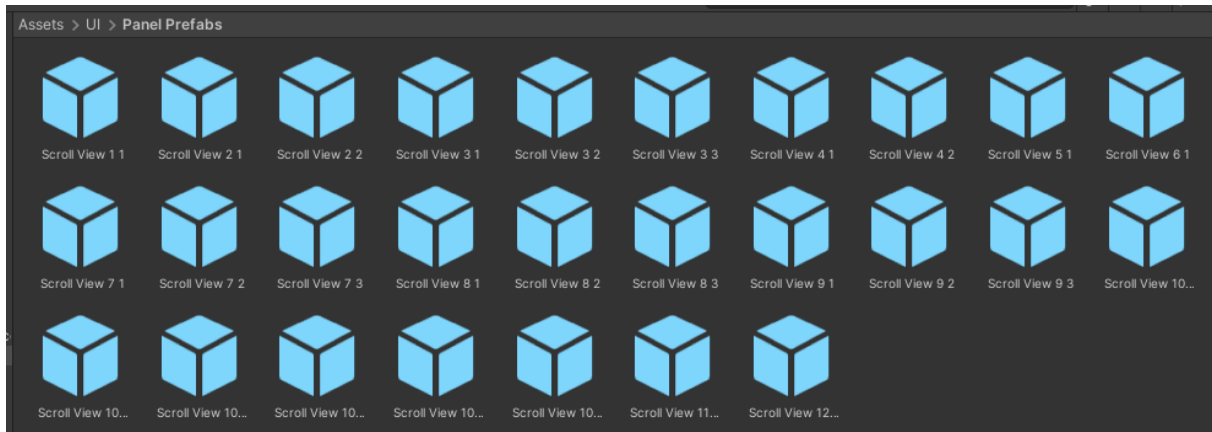 Assets > UI > Panel Prefabs
Scroll View 1 1 Scroll View 2 1 Scroll View 2 2 Scroll View 3 1 Scroll View 3 2 Scroll View 3 3 Scroll View 4 1 Scroll View 4 2 Scroll View 5 1 Scroll View 6 1
Scroll View 7 1 Scroll View 7 2 Scroll View 7 3 Scroll View 8 1 Scroll View 8 2 Scroll View 8 3 Scroll View 9 1 Scroll View 9 2 Scroll View 9 3 Scroll View 10...
Scroll View 10... Scroll View 10... Scroll View 10... Scroll View 10... Scroll View 10... Scroll View 11... Scroll View 12...